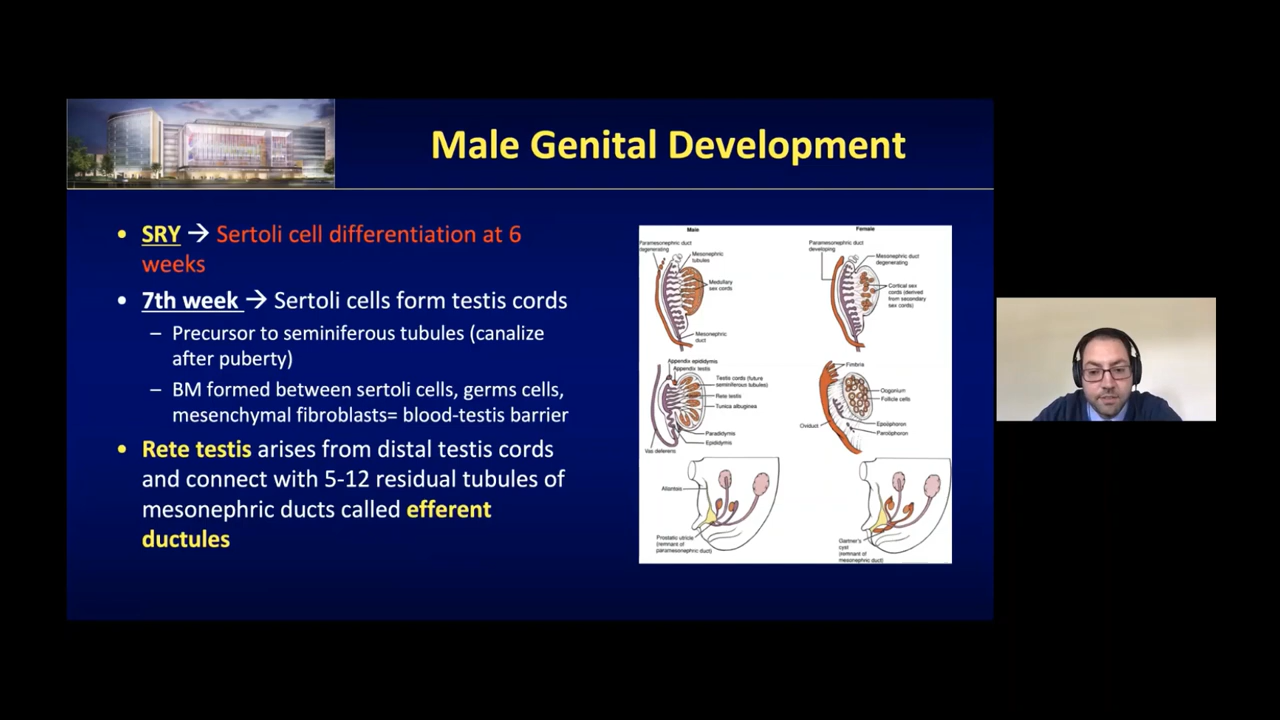 Male Genital Development
• SRY → Sertoli cell differentiation at 6
weeks
• 7th week → Sertoli cells form testis cords
– Precursor to seminiferous tubules (canalize
after puberty)
– BM formed between sertoli cells, germs cells,
mesenchymal fibroblasts= blood-testis barrier
• Rete testis arises from distal testis cords
and connect with 5-12 residual tubules of
mesonephric ducts called efferent
ductules
Male
Paramesonephric duct
degenerating
Mesonephric
tubules
Medullary
sex cords
Mesonephric
duct
Female
Paramesonephric duct
developing
Mesonephric duct
degenerating
Cortical sex
cords (derived
from secondary
sex cords)
Appendix epididymis
Appendix testis
Testis cords (future
seminiferous tubules)
Rete testis
Tunica albuginea
Paradidymis
Epididymis
Vas deferens
Fimbria
Oogonium
Follicle cells
Oviduct
Epoöphoron
Paroöphoron
Allantois
Prostatic utricle
(remnant of
paramesonephric duct)
Gartner's
cyst
(remnant of
mesonephric duct)